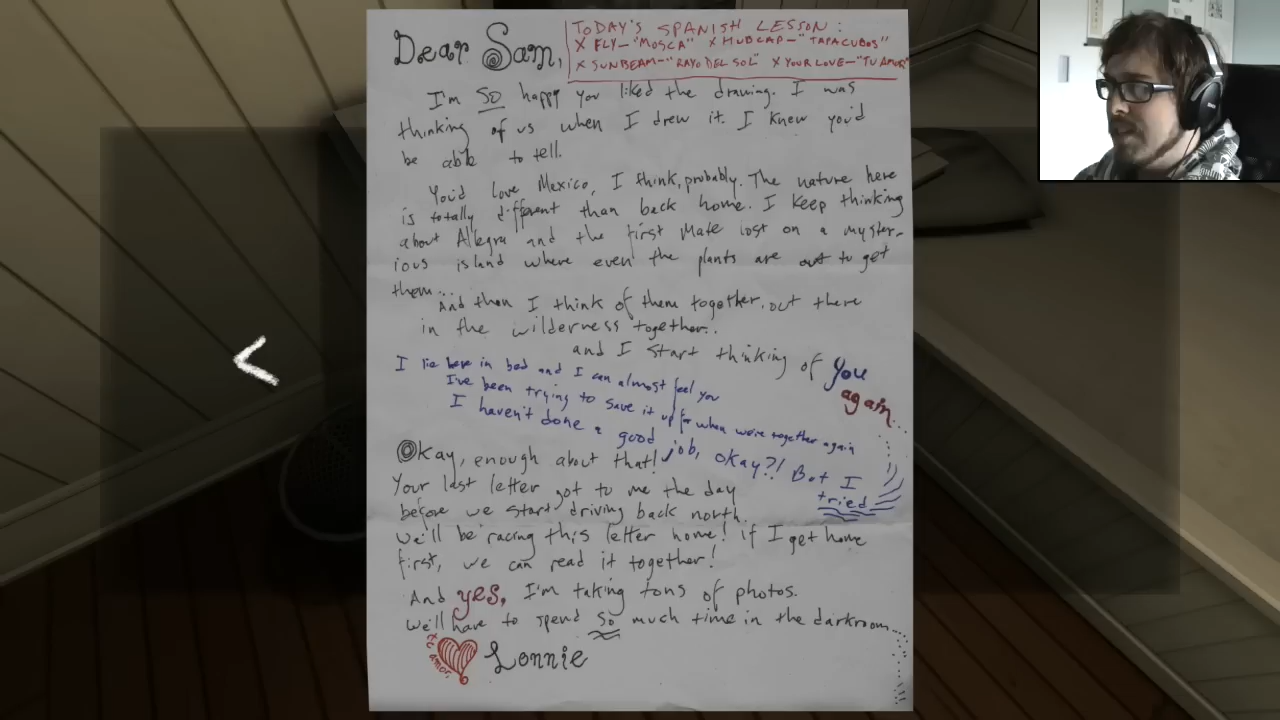 Dear Sam,
TODAY'S SPANISH LESSON:
X FLY-"MOSCA" X HUBCAP-"TAPACUBOS"
X SUNBEAM-"RAYO DEL SOL" X YOUR LOVE-"TU AMOR"
I'm SO happy you liked the drawing. I was
thinking of us when I drew it. I knew you'd
be able to tell.
You'd love Mexico, I think, probably. The nature here
is totally different than back home. I keep thinking
about Allegra and the first Mate lost on a myster-
ious island where even the plants are out to get
them...
And then I think of them together, out there
in the wilderness together..
and I start thinking of you
again...
I lie here in bed and I can almost feel you
I've been trying to save it up for when we're together again
I haven't done a good job, okay?! But I
tried
Okay, enough about that!
Your last letter got to me the day
before we start driving back north.
We'll be racing this letter home! if I get home
first, we can read it together!
And yes, I'm taking tons of photos.
We'll have to spend so much time in the darkroom...
Lonnie